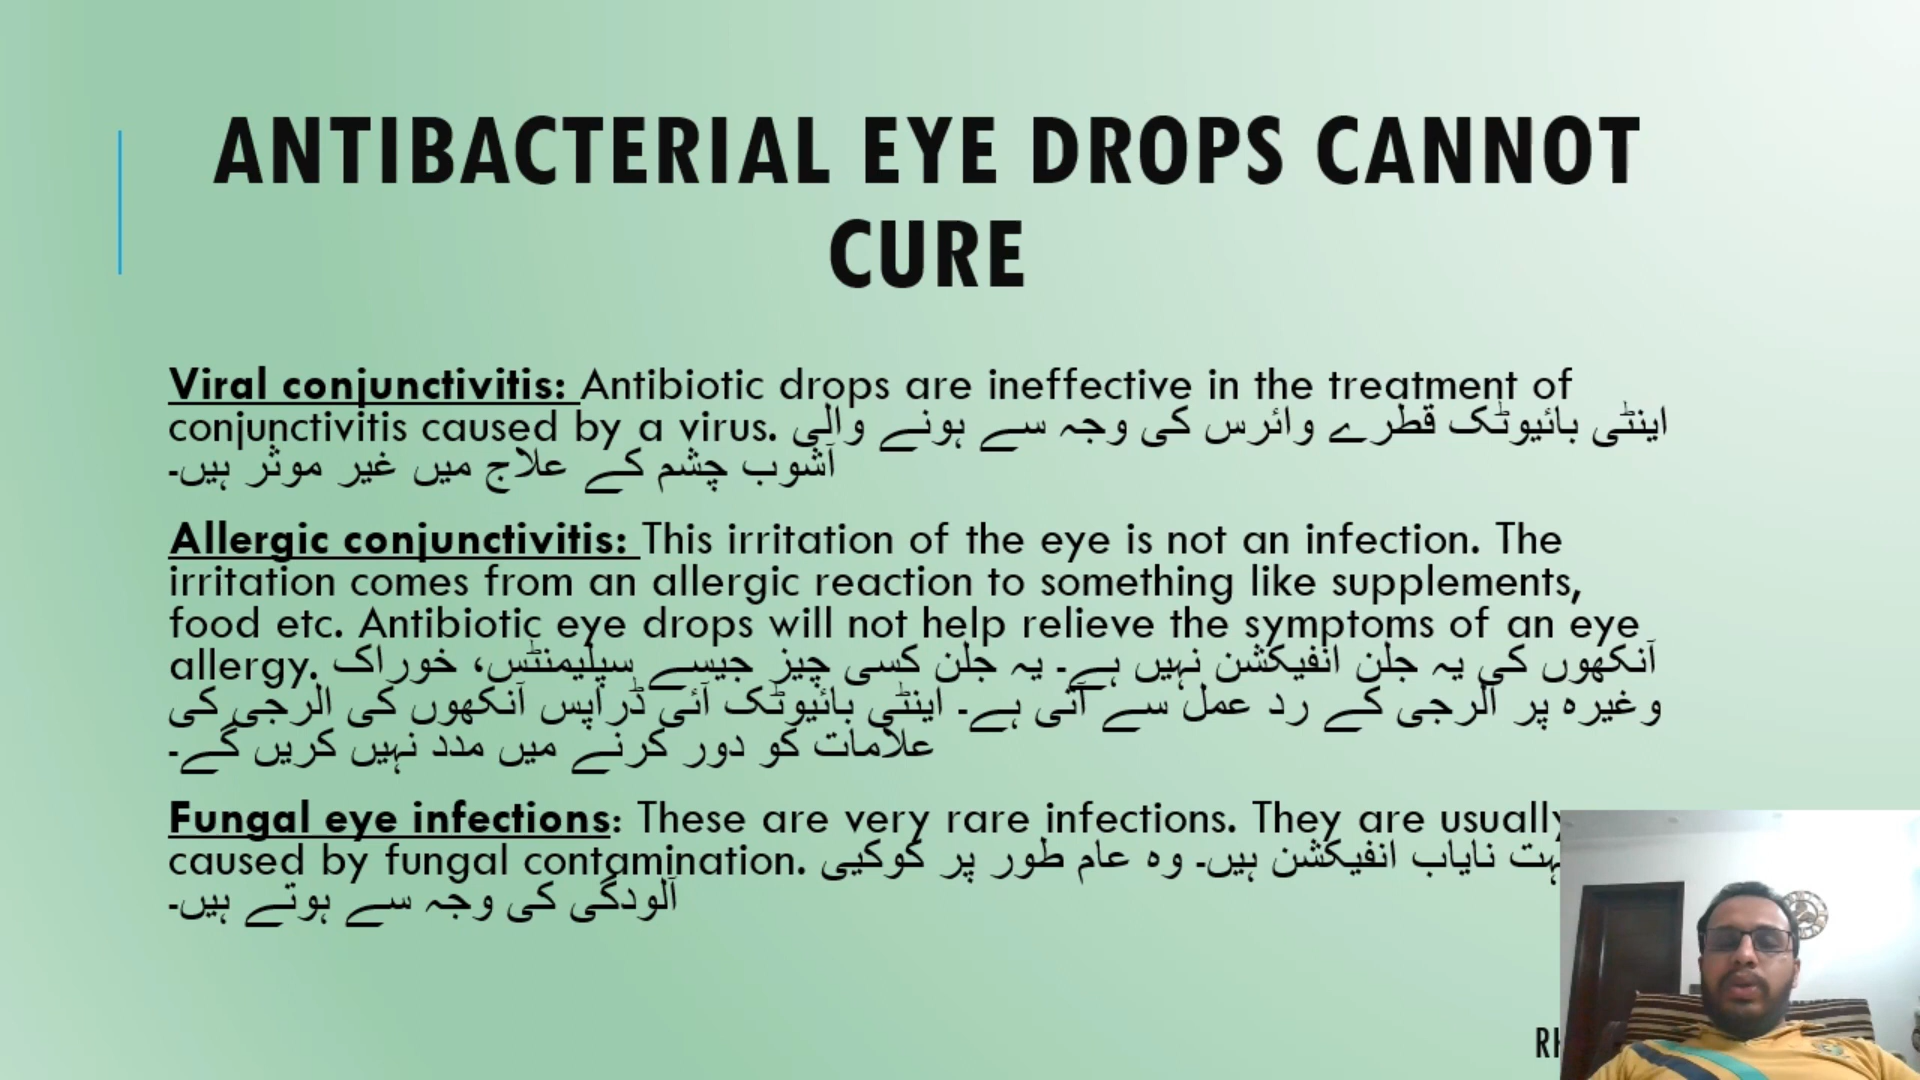 ANTIBACTERIAL EYE DROPS CANNOT
CURE
Viral conjunctivitis: Antibiotic drops are ineffective in the treatment of
conjunctivitis caused by a virus. اینٹی بائیوٹک قطرے وائرس کی وجہ سے ہونے والی
آشوب چشم کے علاج میں غیر موثر ہیں۔
Allergic conjunctivitis: This irritation of the eye is not an infection. The
irritation comes from an allergic reaction to something like supplements,
food etc. Antibiotic eye drops will not help relieve the symptoms of an eye
allergy. آنکھوں کی یہ جلن انفیکشن نہیں ہے۔ یہ جلن کسی چیز جیسے سپلیمنٹس، خوراک
وغیرہ پر الرجی کے رد عمل سے آتی ہے۔ اینٹی بائیوٹک آئی ڈراپس آنکھوں کی الرجی کی
علامات کو دور کرنے میں مدد نہیں کریں گے۔
Fungal eye infections: These are very rare infections. They are usually
caused by fungal contamination. نایاب انفیکشن ہیں۔ وہ عام طور پر کوکیی
آلودگی کی وجہ سے ہوتے ہیں۔